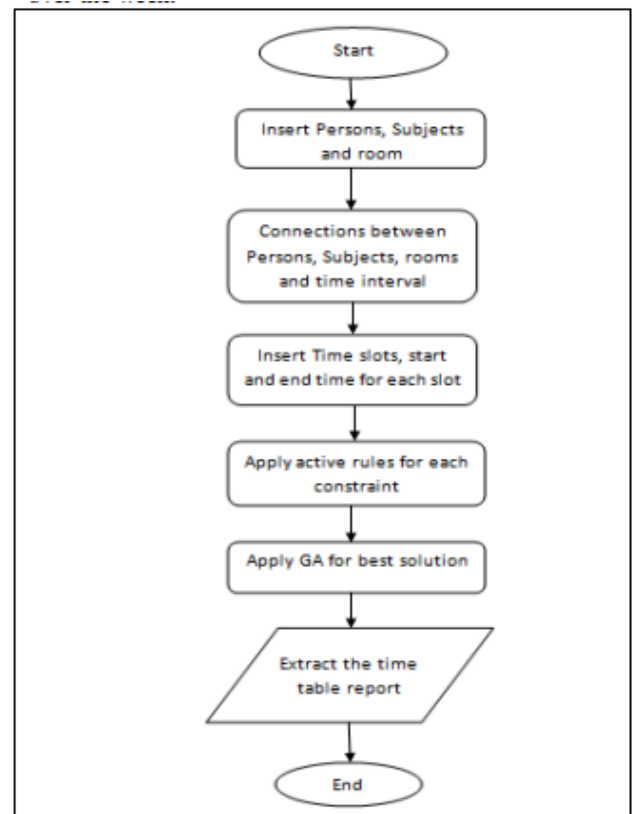 Start
Insert Persons, Subjects
and room
Connections between
Persons, Subjects, rooms
and time interval
Insert Time slots, start
and end time for each slot
Apply active rules for each
constraint
Apply GA for best solution
Extract the time
table report
End